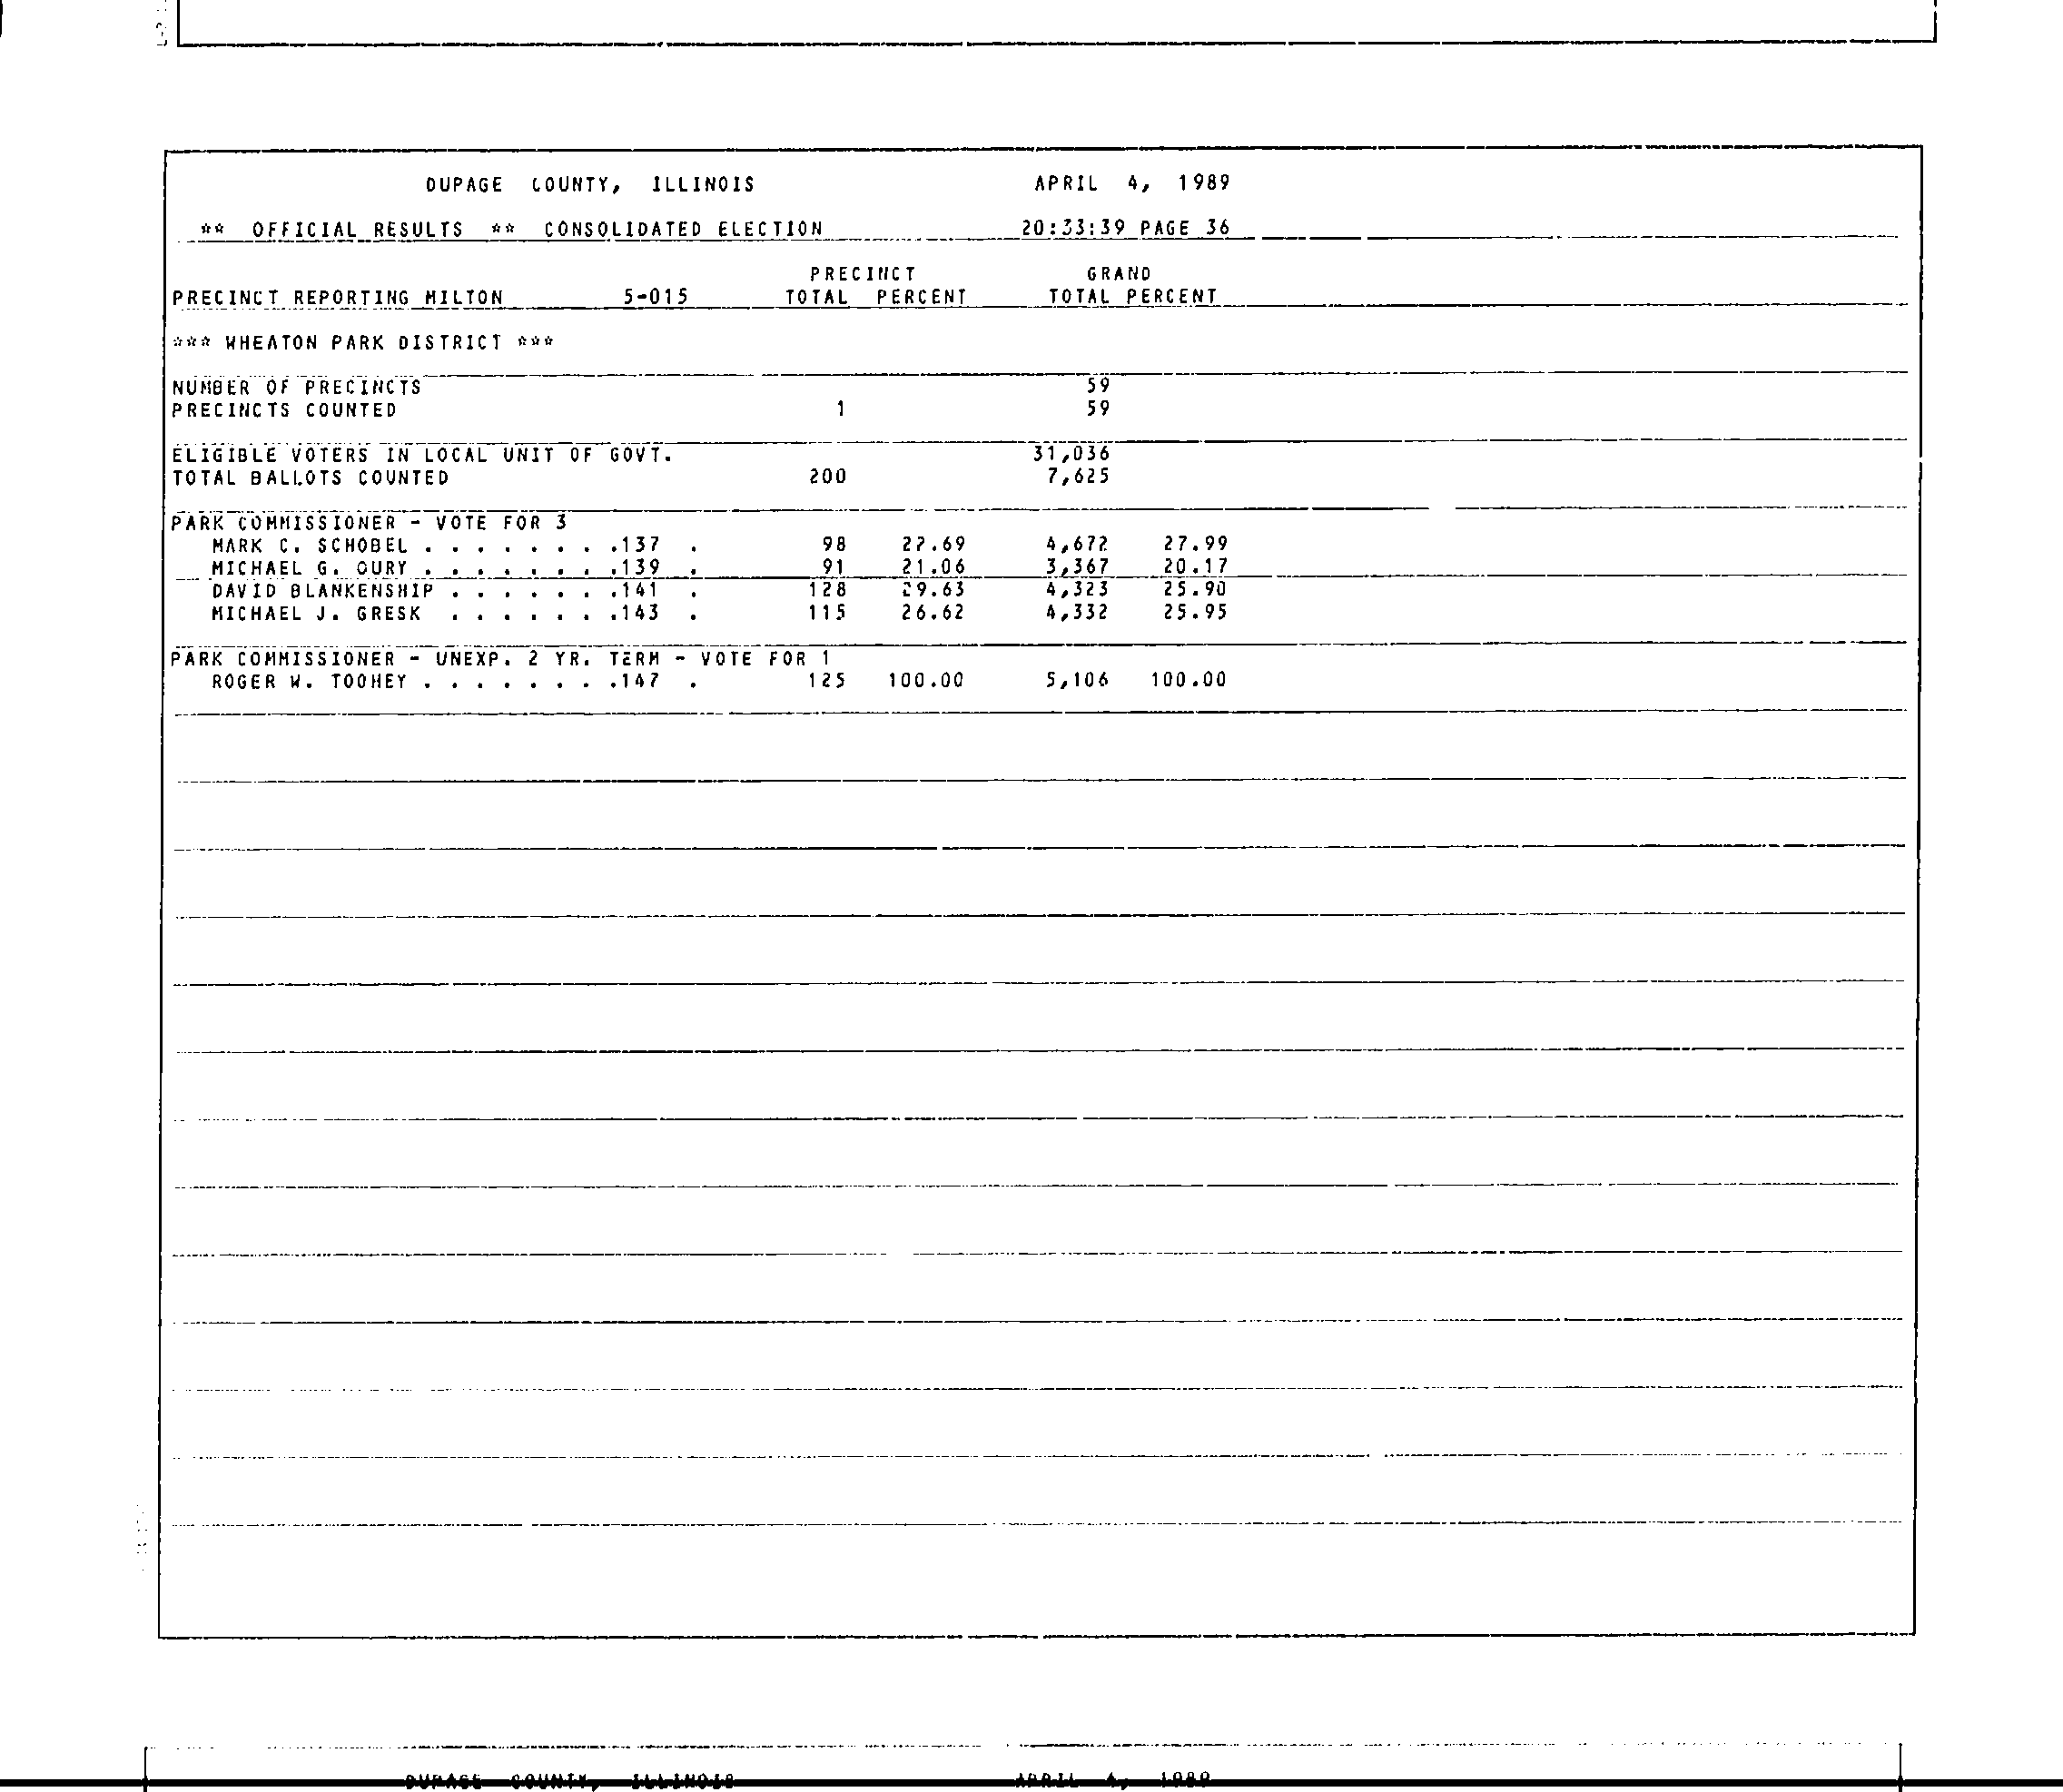 DUPAGE COUNTY, ILLINOIS APRIL 4, 1989
** OFFICIAL RESULTS ** CONSOLIDATED ELECTION 20:33:39 PAGE 36
PRECINCT GRAND
PRECINCT REPORTING MILTON 5-015 TOTAL PERCENT TOTAL PERCENT
*** WHEATON PARK DISTRICT ***
NUMBER OF PRECINCTS 59
PRECINCTS COUNTED 1 59
ELIGIBLE VOTERS IN LOCAL UNIT OF GOVT. 31,036
TOTAL BALLOTS COUNTED 200 7,625
PARK COMMISSIONER - VOTE FOR 3
MARK C. SCHOBEL . . . . . . . .137 . 98 22.69 4,672 27.99
MICHAEL G. OURY . . . . . . . .139 . 91 21.06 3,367 20.17
DAVID BLANKENSHIP . . . . . . .141 . 128 29.63 4,323 25.90
MICHAEL J. GRESK . . . . . . .143 . 115 26.62 4,332 25.95
PARK COMMISSIONER - UNEXP. 2 YR. TERM - VOTE FOR 1
ROGER W. TOOHEY . . . . . . . .147 . 125 100.00 5,106 100.00
DUPAGE COUNTY, ILLINOIS APRIL 4, 1989